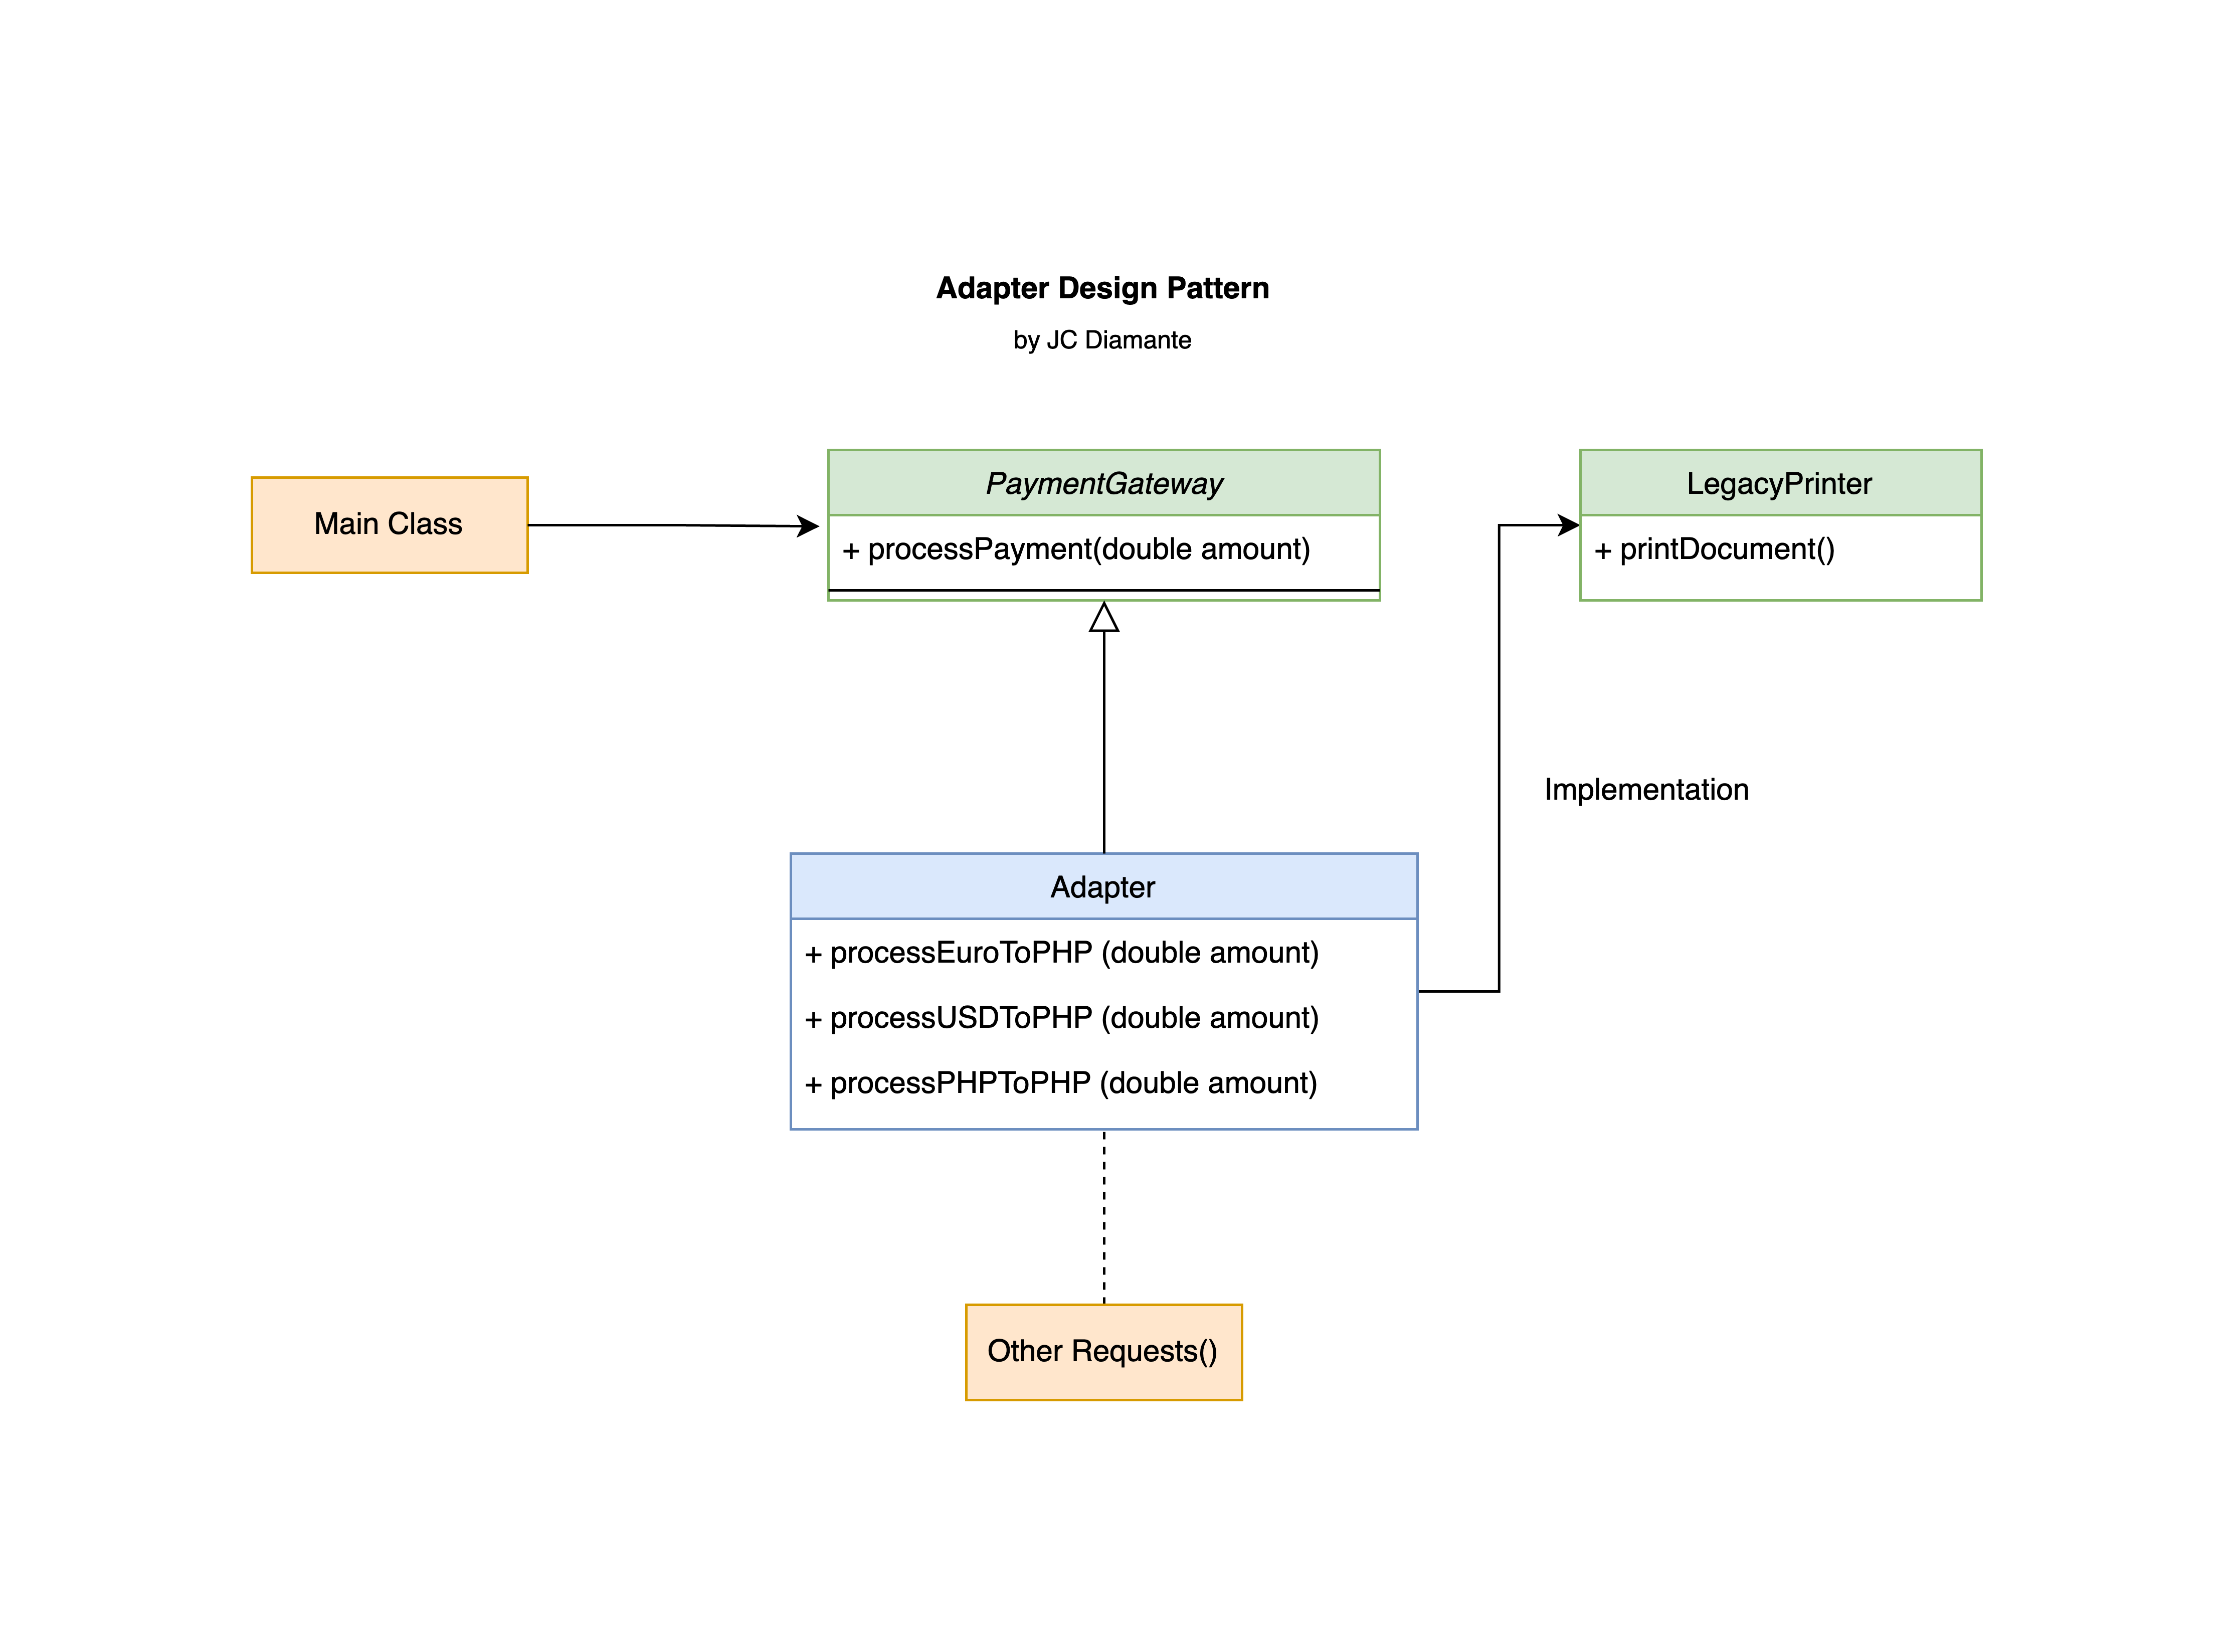 Adapter Design Pattern
by JC Diamante
Main Class
PaymentGateway
+ processPayment(double amount)
LegacyPrinter
+ printDocument()
Implementation
Adapter
+ processEuroToPHP (double amount)
+ processUSDToPHP (double amount)
+ processPHPToPHP (double amount)
Other Requests()